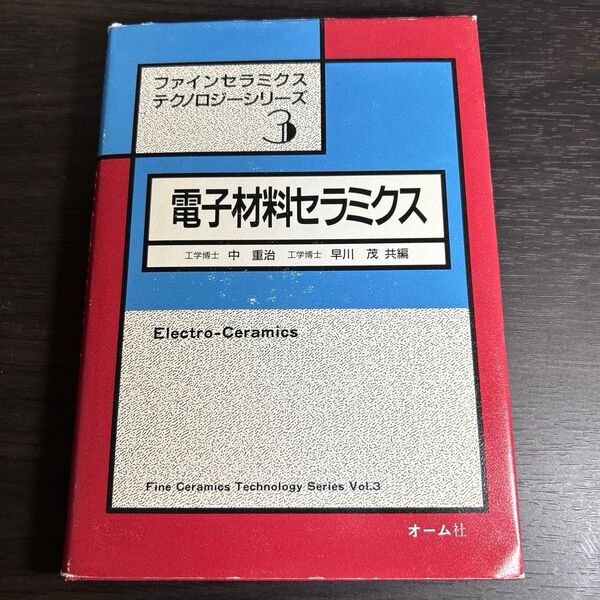 ファインセラミクス
テクノロジーシリーズ
3
電子材料セラミクス
工学博士 中 重治 工学博士 早川 茂 共編
Electro-Ceramics
Fine Ceramics Technology Series Vol.3
オーム社